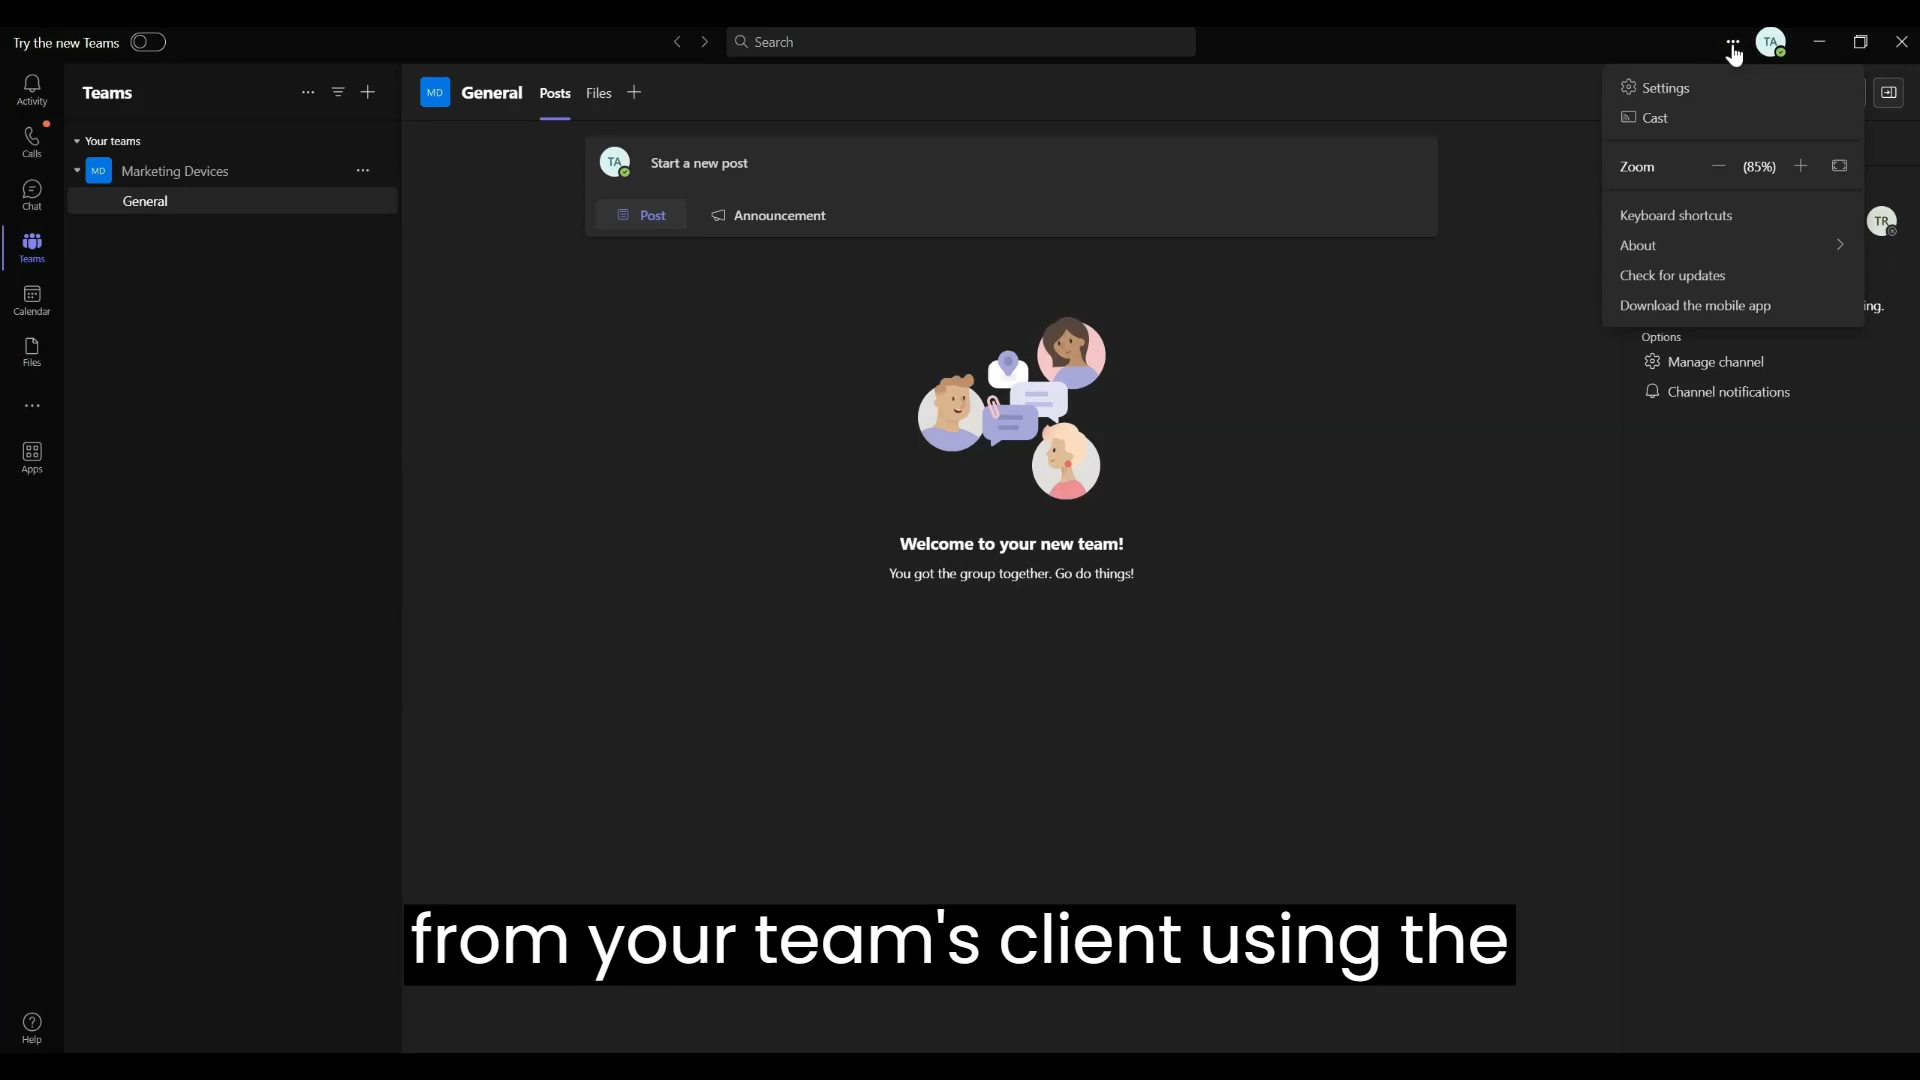 Try the new Teams
Search
TA
Activity
Calls
Chat
Teams
Calendar
Files
Apps
Help
Teams
Your teams
MD Marketing Devices
General
MD General Posts Files
TA Start a new post
Post Announcement
Welcome to your new team!
You got the group together. Go do things!
Settings
Cast
Zoom (85%)
Keyboard shortcuts
About
Check for updates
Download the mobile app
TR
ing.
Options
Manage channel
Channel notifications
from your team's client using the